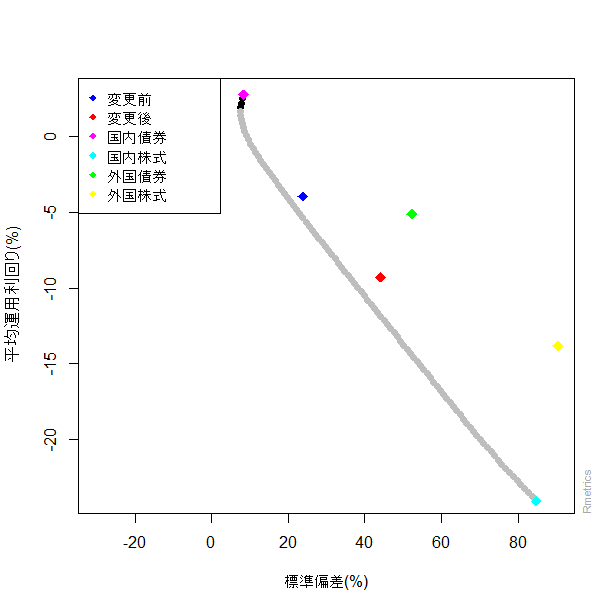 変更前
変更後
国内債券
国内株式
外国債券
外国株式
平均運用利回り(%)
0
-5
-10
-15
-20
-20 0 20 40 60 80
標準偏差(%)
Rmetrics